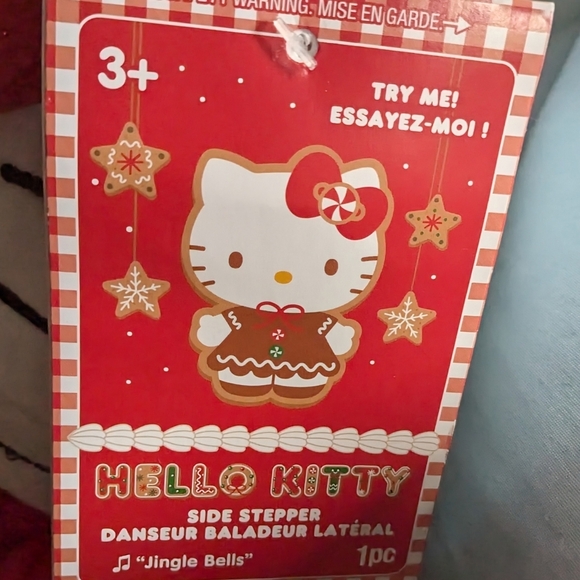 WARNING. MISE EN GARDE.
3+
TRY ME!
ESSAYEZ-MOI !
HELLO KITTY
SIDE STEPPER
DANSEUR BALADEUR LATÉRAL
"Jingle Bells"
1pc